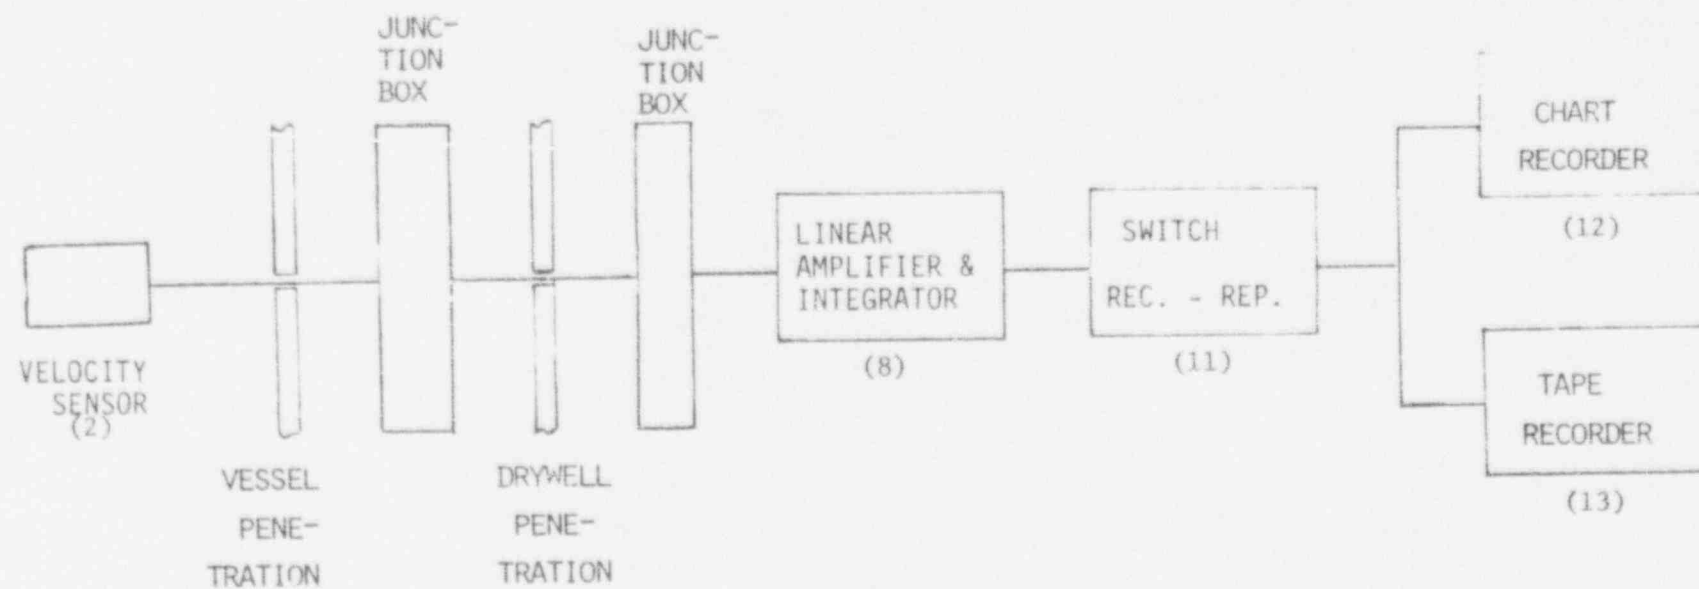 JUNC-
TION
BOX
JUNC-
TION
BOX
VELOCITY
SENSOR
(2)
VESSEL
PENE-
TRATION
DRYWELL
PENE-
TRATION
LINEAR
AMPLIFIER &
INTEGRATOR
(8)
SWITCH
REC. - REP.
(11)
CHART
RECORDER
(12)
TAPE
RECORDER
(13)